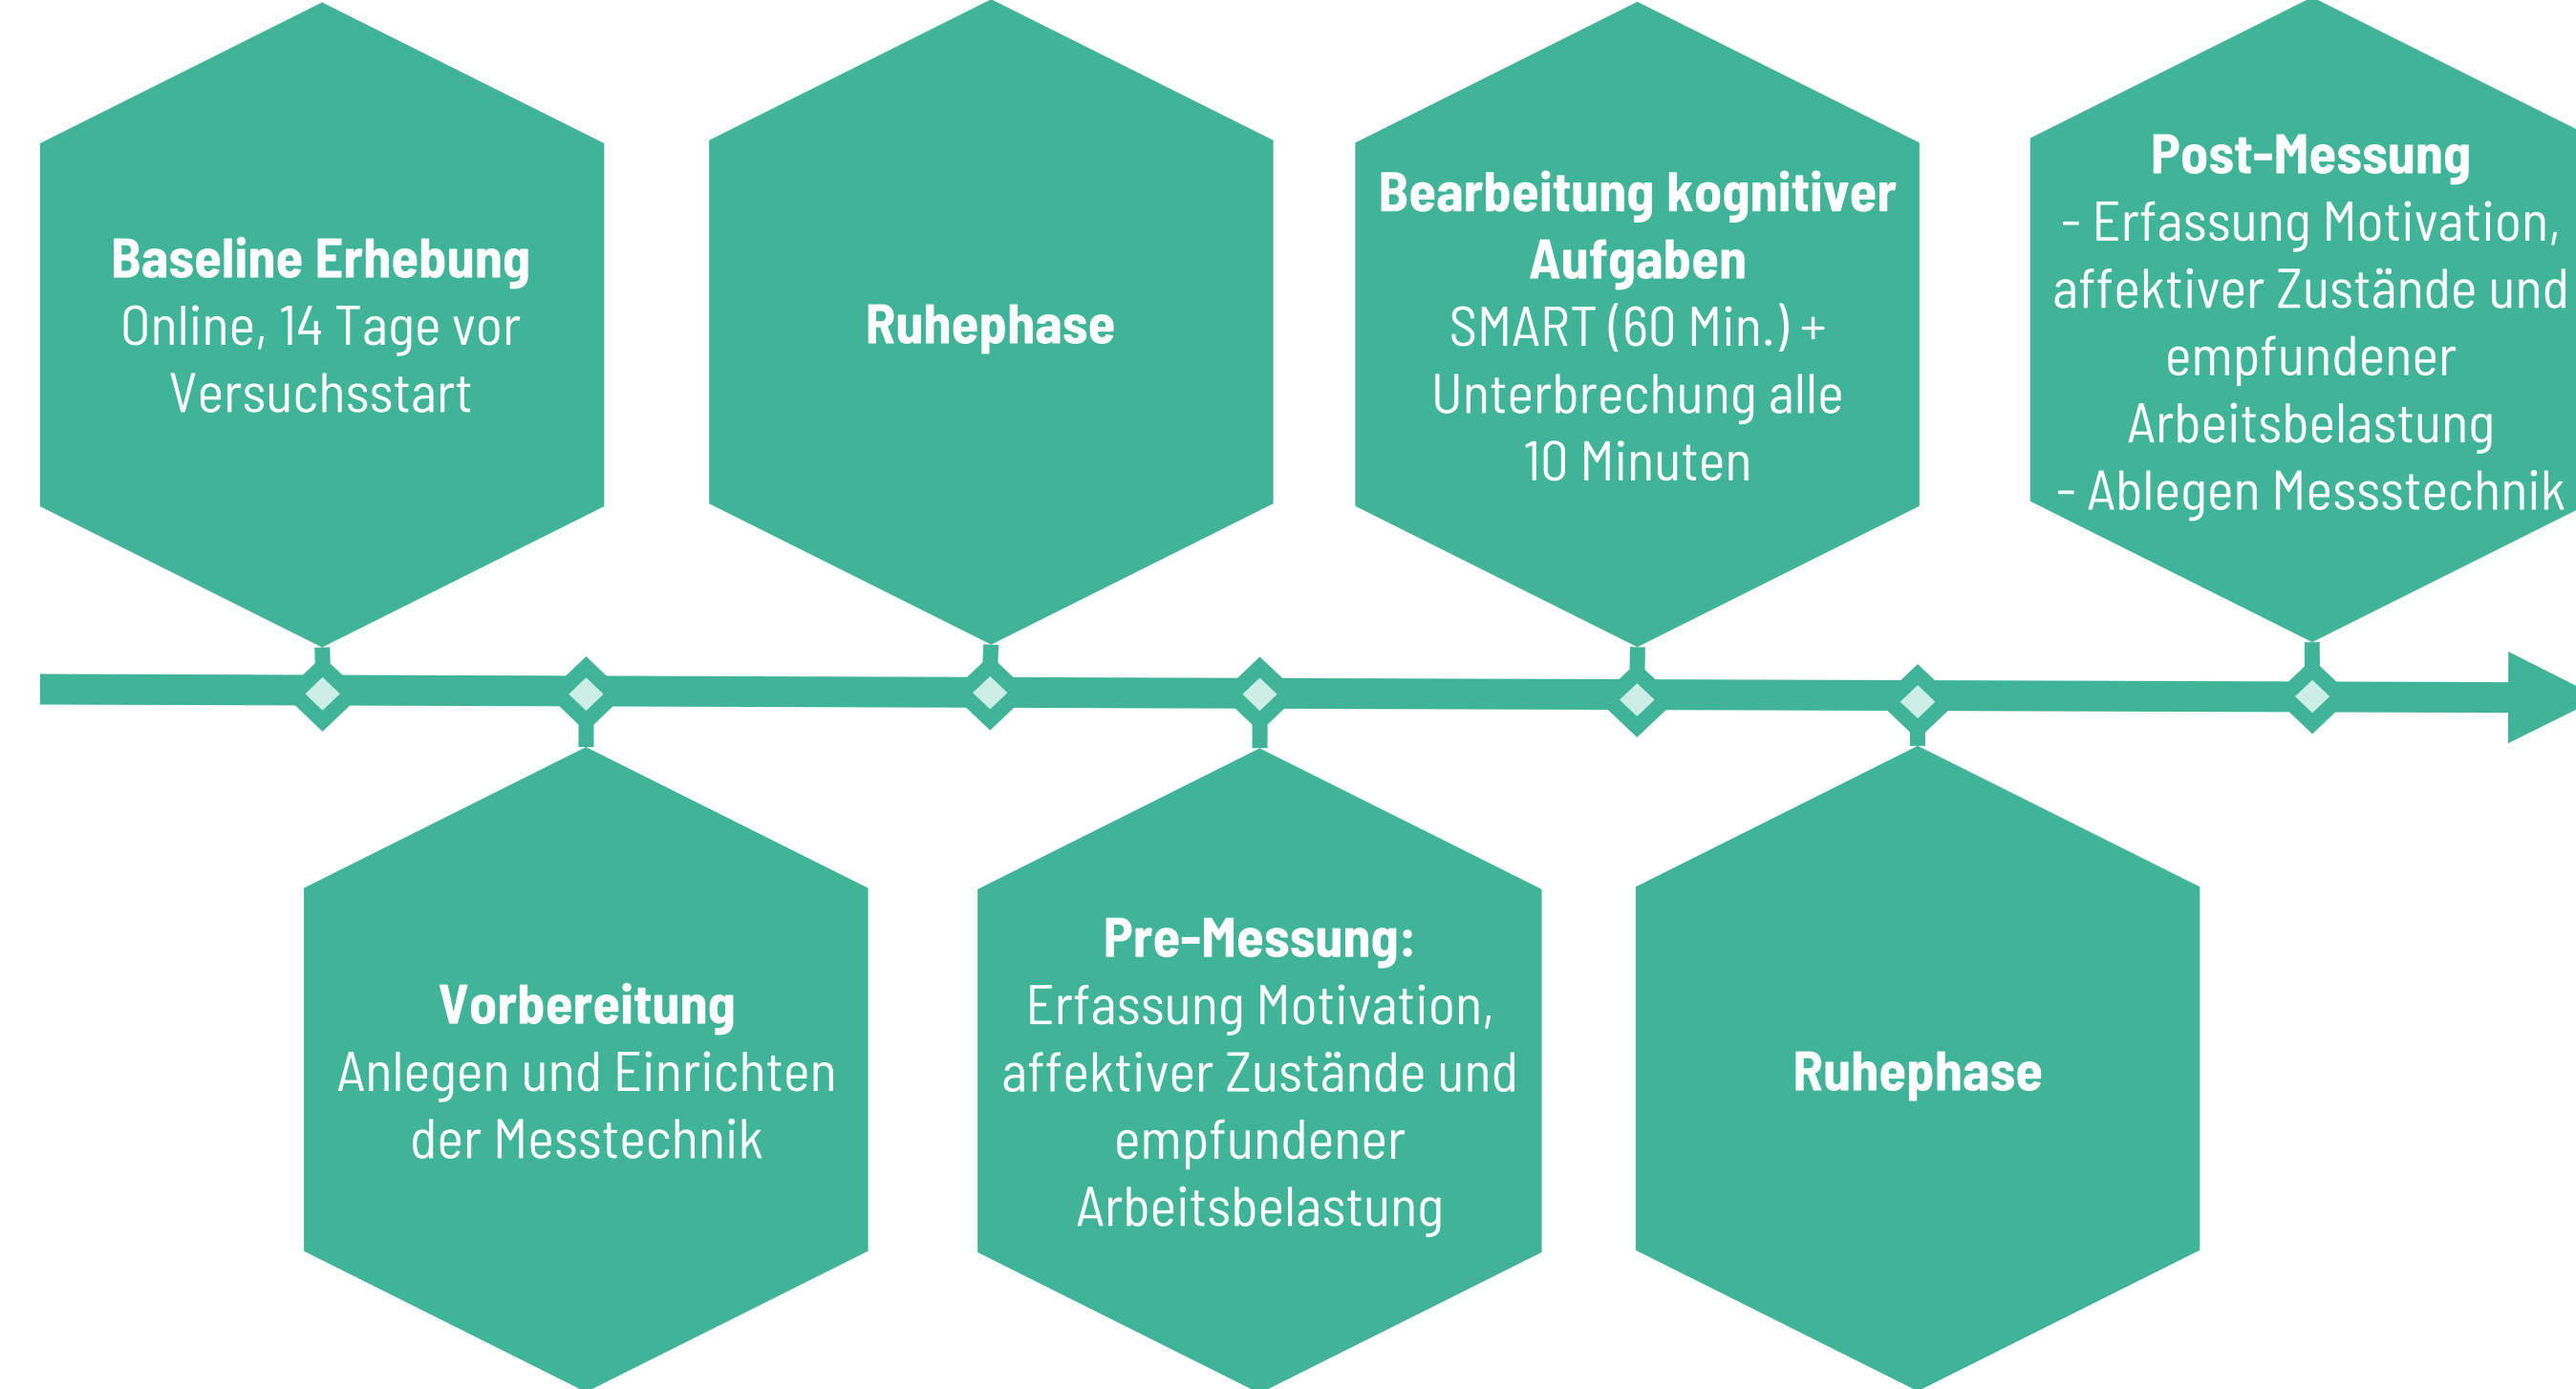 Baseline Erhebung
Online, 14 Tage vor
Versuchsstart
Vorbereitung
Anlegen und Einrichten
der Messtechnik
Ruhephase
Pre-Messung:
Erfassung Motivation,
affektiver Zustände und
empfundener
Arbeitsbelastung
Bearbeitung kognitiver
Aufgaben
SMART (60 Min.) +
Unterbrechung alle
10 Minuten
Ruhephase
Post-Messung
- Erfassung Motivation,
affektiver Zustände und
empfundener
Arbeitsbelastung
- Ablegen Messstechnik